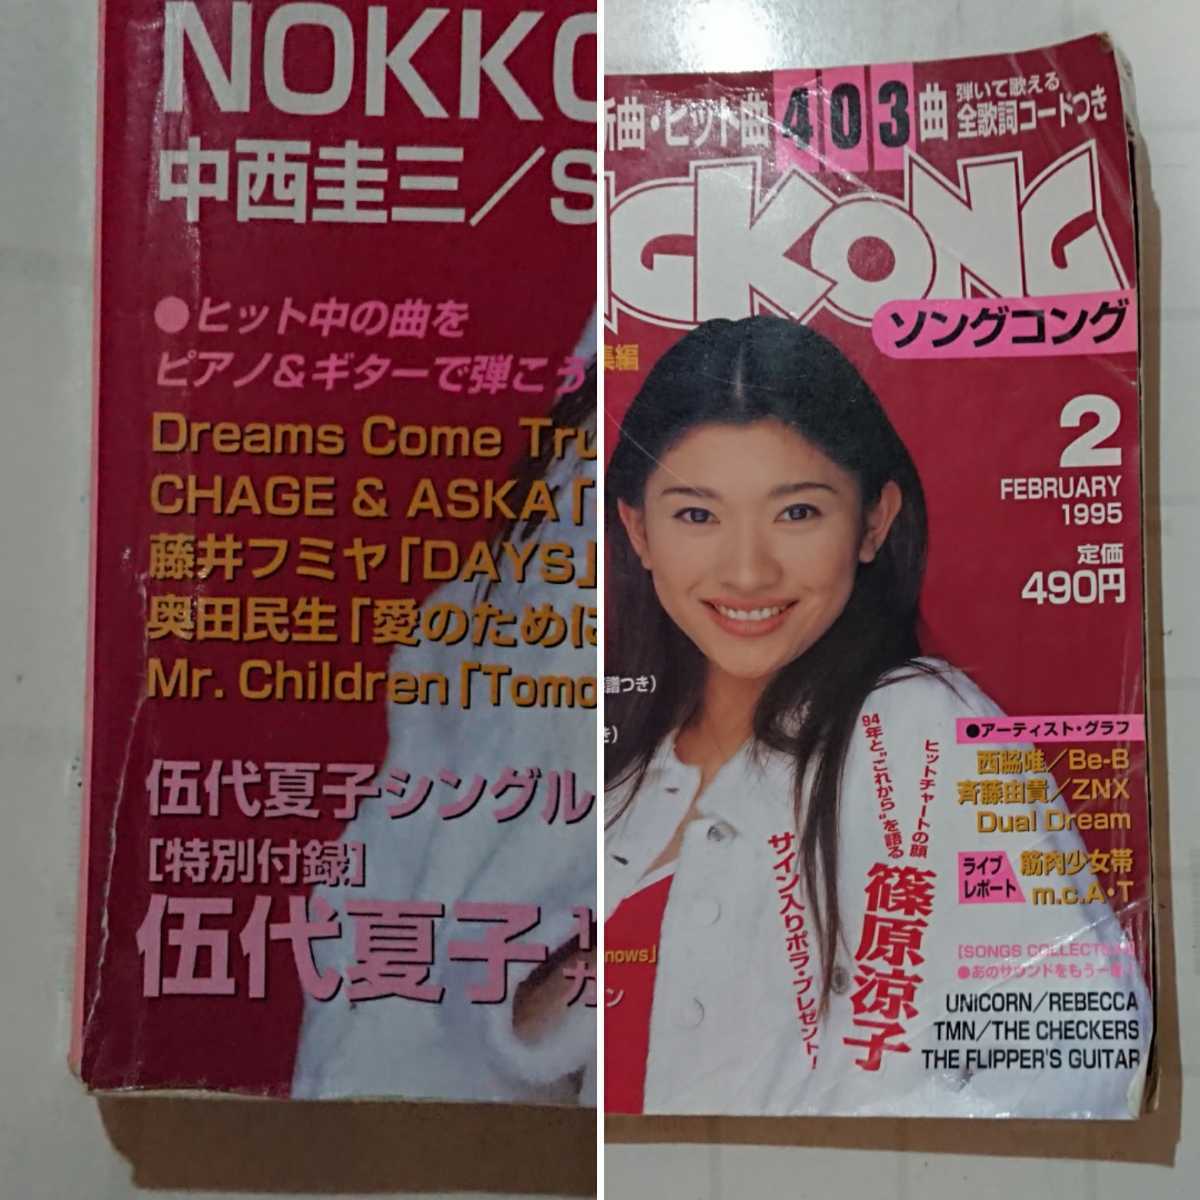 NOKKO
中西圭三／S
●ヒット中の曲を
ピアノ&ギターで弾こう
Dreams Come Tru
CHAGE & ASKA「
藤井フミヤ「DAYS」
奥田民生「愛のために
Mr. Children「Tomo
伍代夏子シングル
[特別付録]
伍代夏子
新曲・ヒット曲403曲
弾いて歌える
全歌詞コードつき
NGKONG
ソングコング
集編
2
FEBRUARY
1995
定価
490円
譜つき)
き)
●アーティスト・グラフ
西脇唯／Be-B
斉藤由貴／ZNX
Dual Dream
ライブ
レポート
筋肉少女帯
m.c.A・T
ヒットチャートの顔
94年と"これから"を語る
篠原涼子
サイン入りポラ・プレゼント!
nows」
ン
[SONGS COLLECTION]
●あのサウンドをもう一度!
UNICORN/REBECCA
TMN/THE CHECKERS
THE FLIPPER'S GUITAR